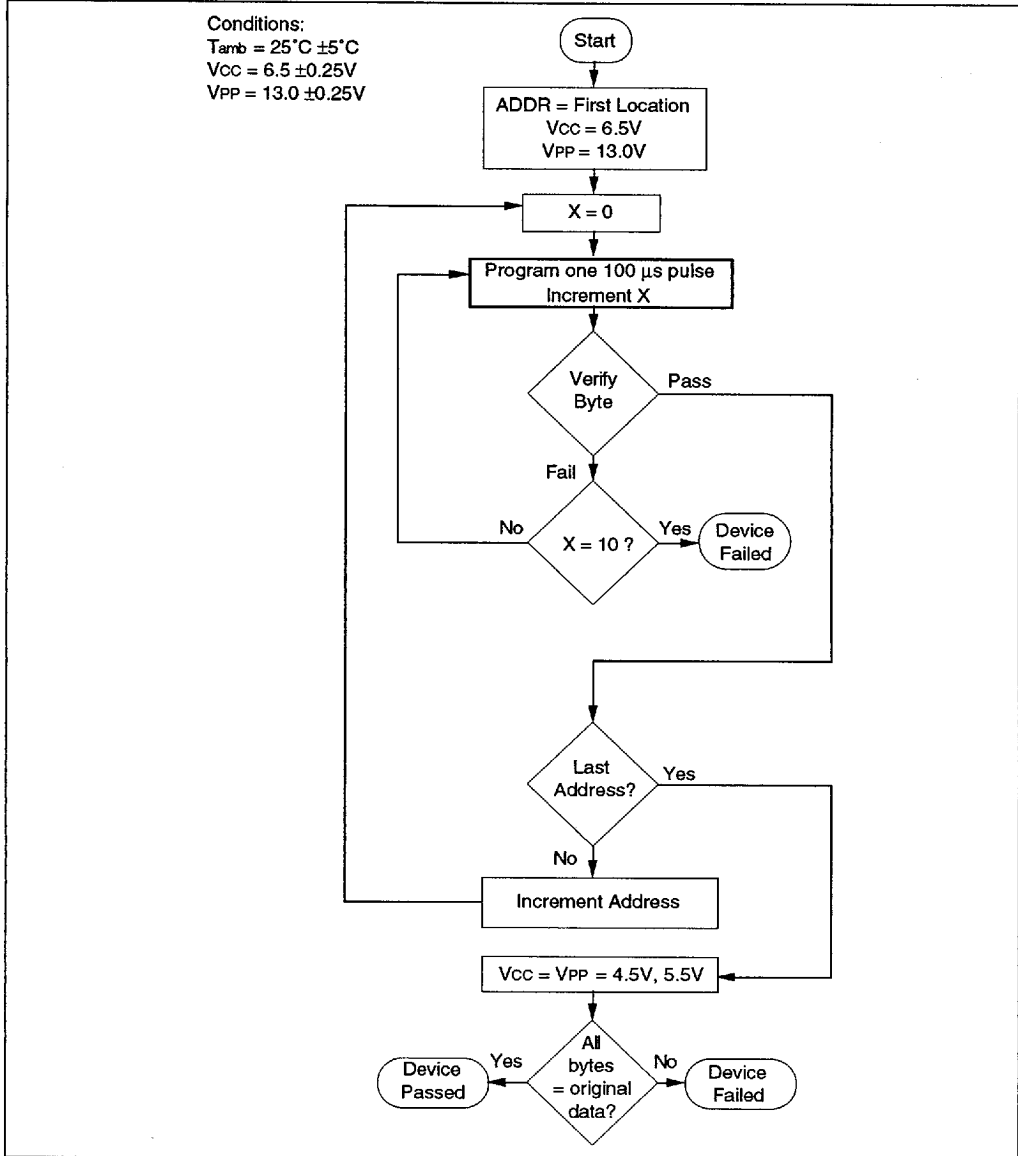 Conditions:
Tamb = 25°C ±5°C
VCC = 6.5 ±0.25V
VPP = 13.0 ±0.25V
Start
ADDR = First Location
VCC = 6.5V
VPP = 13.0V
X = 0
Program one 100 µs pulse
Increment X
Verify
Byte
Pass
Fail
X = 10 ?
No
Yes
Device
Failed
Last
Address?
Yes
No
Increment Address
VCC = VPP = 4.5V, 5.5V
All
bytes
= original
data?
Yes
Device
Passed
No
Device
Failed